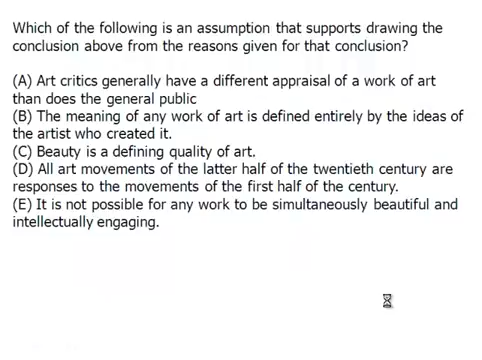 Which of the following is an assumption that supports drawing the
conclusion above from the reasons given for that conclusion?
(A) Art critics generally have a different appraisal of a work of art
than does the general public
(B) The meaning of any work of art is defined entirely by the ideas of
the artist who created it.
(C) Beauty is a defining quality of art.
(D) All art movements of the latter half of the twentieth century are
responses to the movements of the first half of the century.
(E) It is not possible for any work to be simultaneously beautiful and
intellectually engaging.